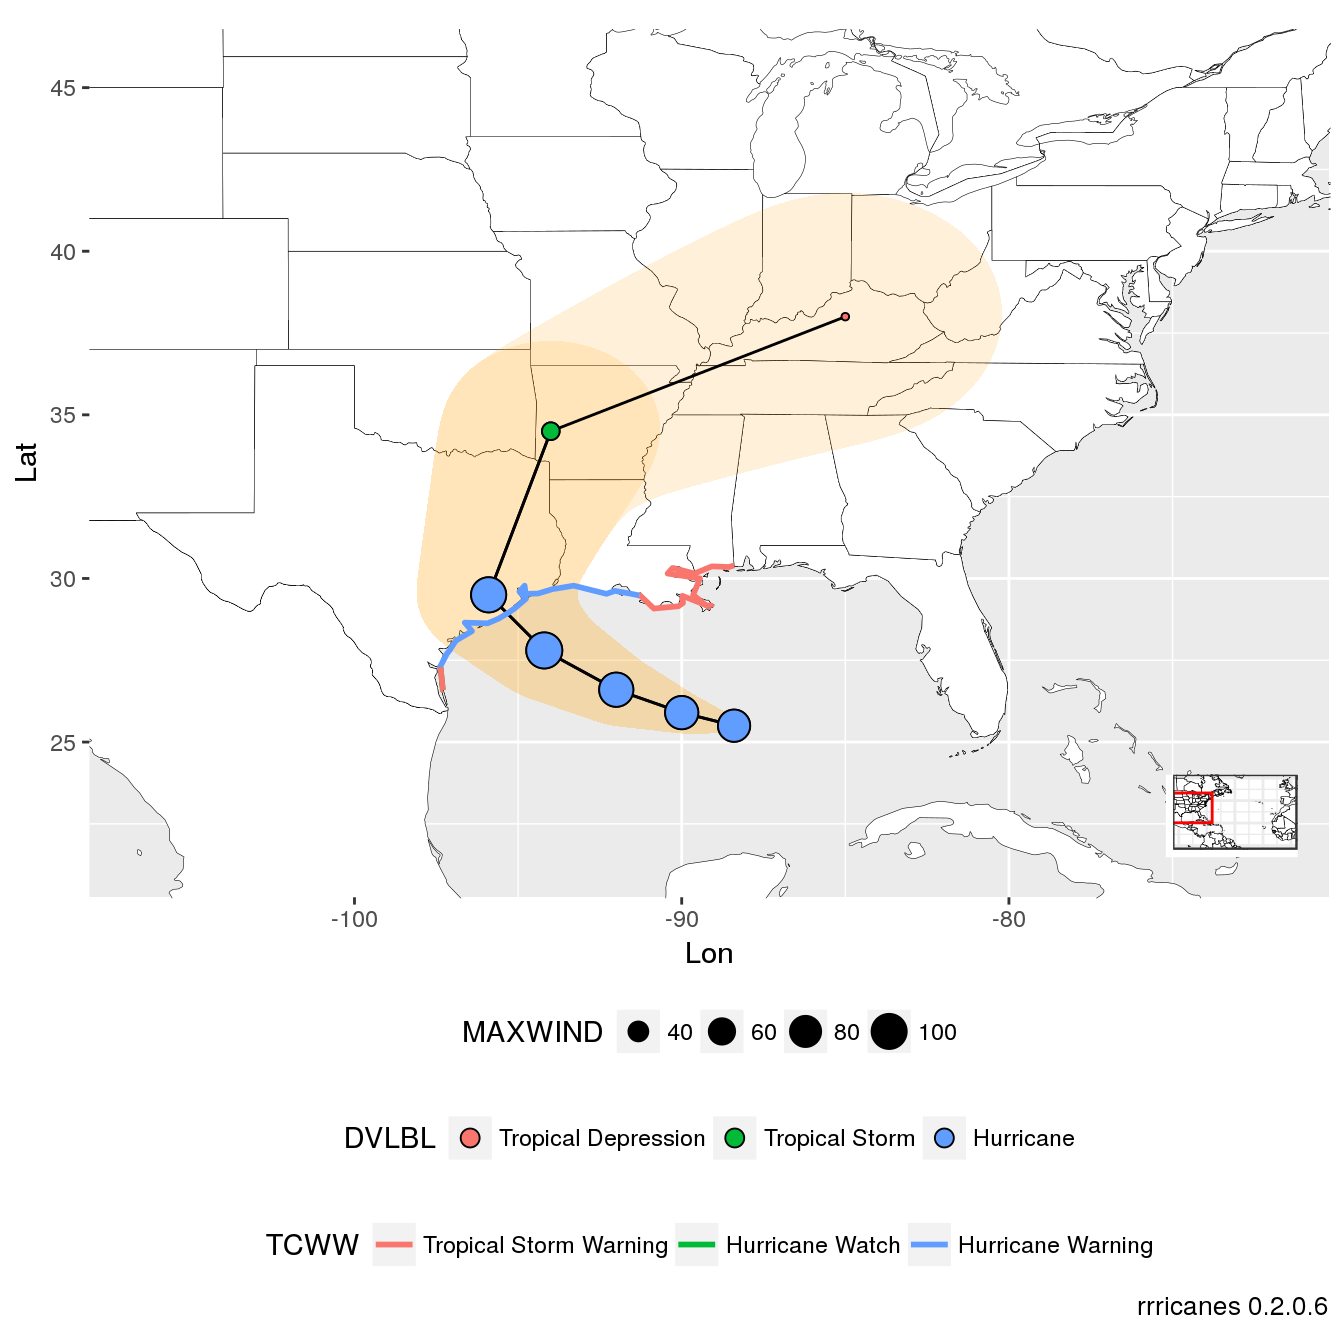 45
40
35
30
25
Lat
-100 -90 -80
Lon
MAXWIND 40 60 80 100
DVLBL Tropical Depression Tropical Storm Hurricane
TCWW Tropical Storm Warning Hurricane Watch Hurricane Warning
rrricanes 0.2.0.6